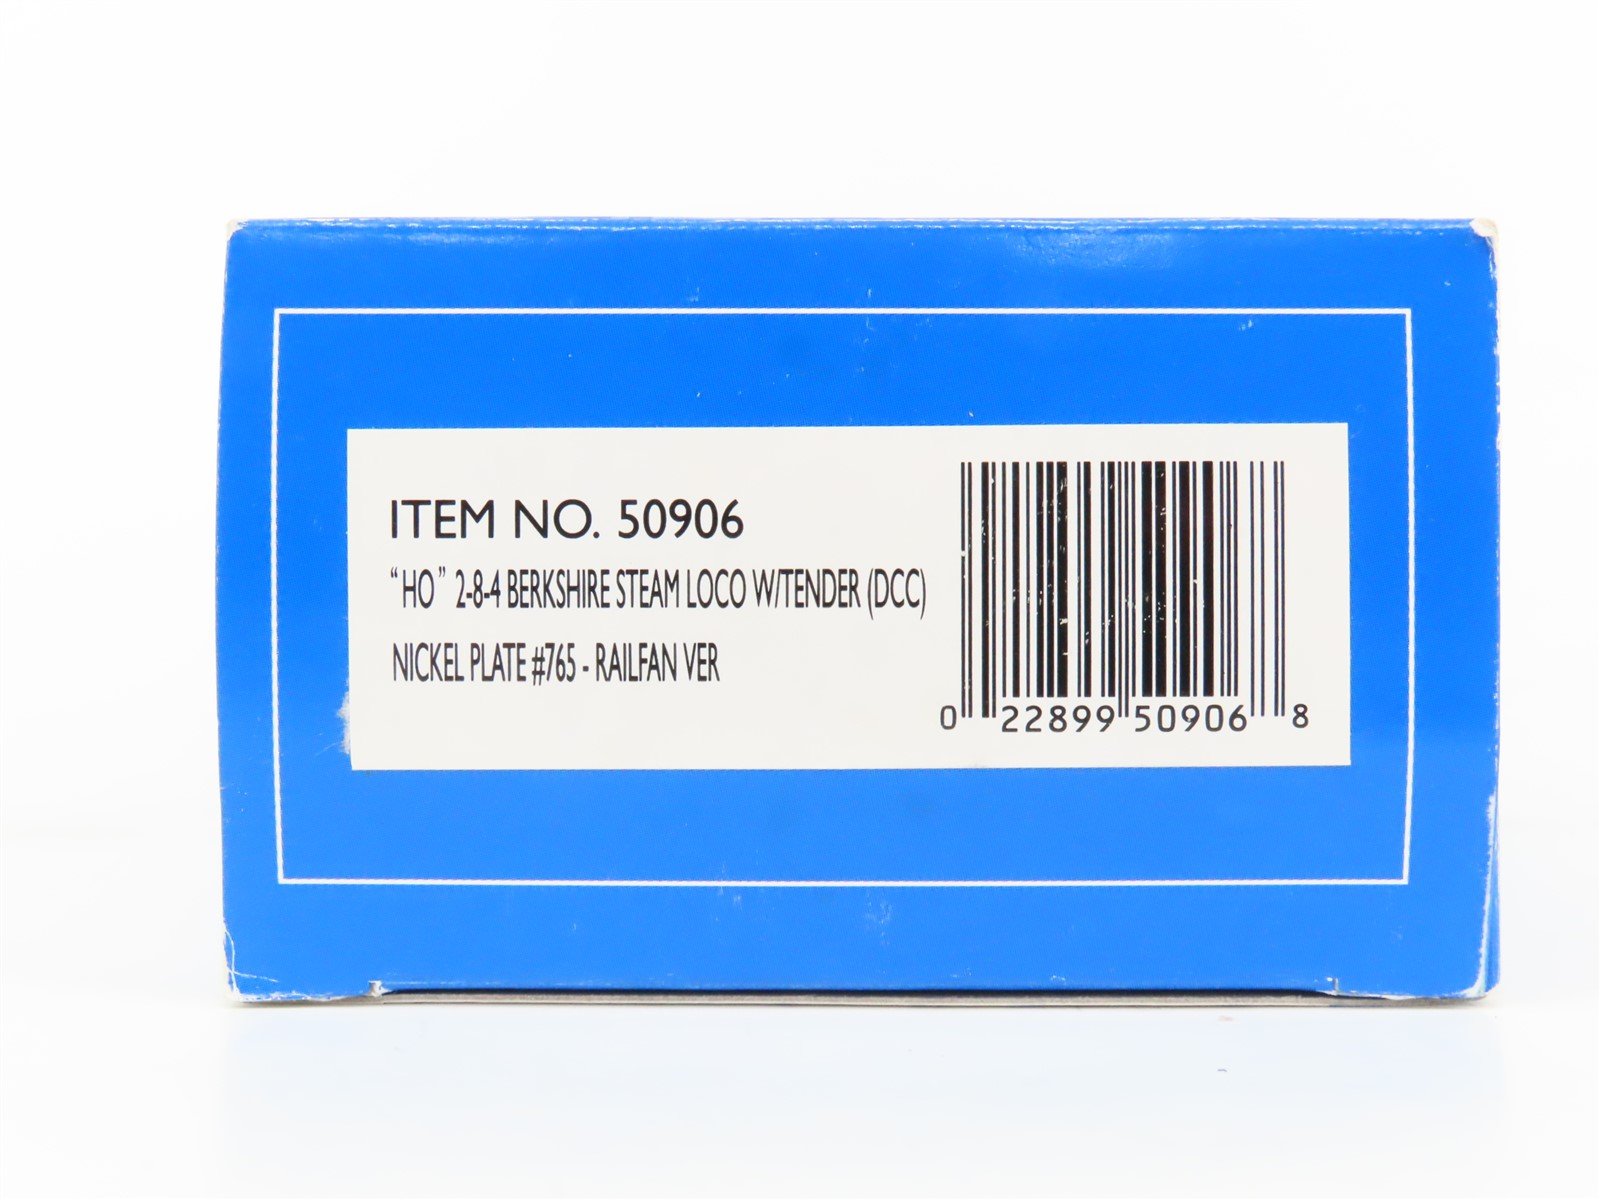 ITEM NO. 50906
“HO” 2-8-4 BERKSHIRE STEAM LOCO W/TENDER (DCC)
NICKEL PLATE #765 - RAILFAN VER
0 22899 50906 8